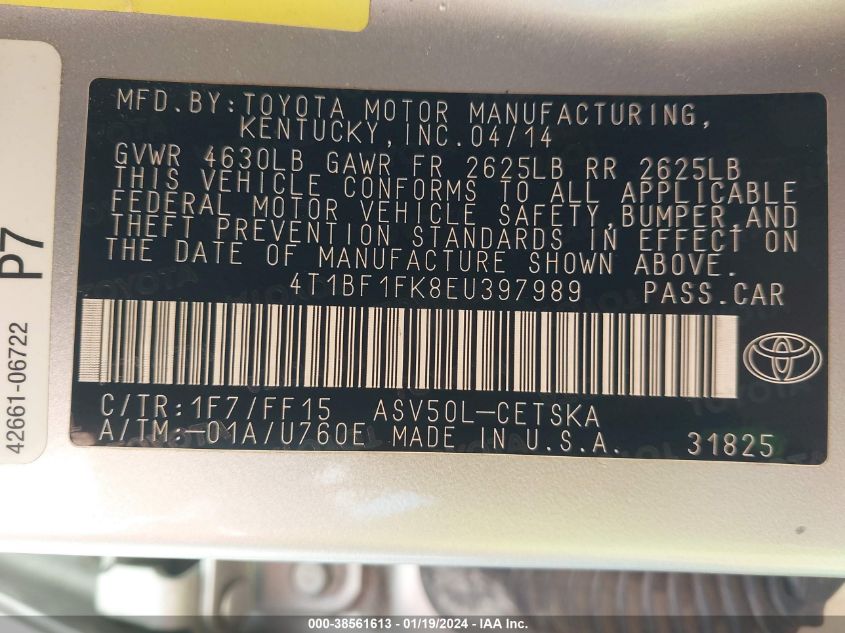 MFD.BY:TOYOTA MOTOR MANUFACTURING,
KENTUCKY,INC.04/14
GVWR 4630LB GAWR FR 2625LB RR 2625LB
THIS VEHICLE CONFORMS TO ALL APPLICABLE
FEDERAL MOTOR VEHICLE SAFETY,BUMPER,AND
THEFT PREVENTION STANDARDS IN EFFECT ON
THE DATE OF MANUFACTURE SHOWN ABOVE.
4T1BF1FK8EU397989 PASS.CAR
C/TR:1F7/FF15 ASV50L-CETSKA
A/TM:-01A/U760E MADE IN U.S.A. 31825
P7
42661-06722
000-38561613 - 01/19/2024 - IAA Inc.